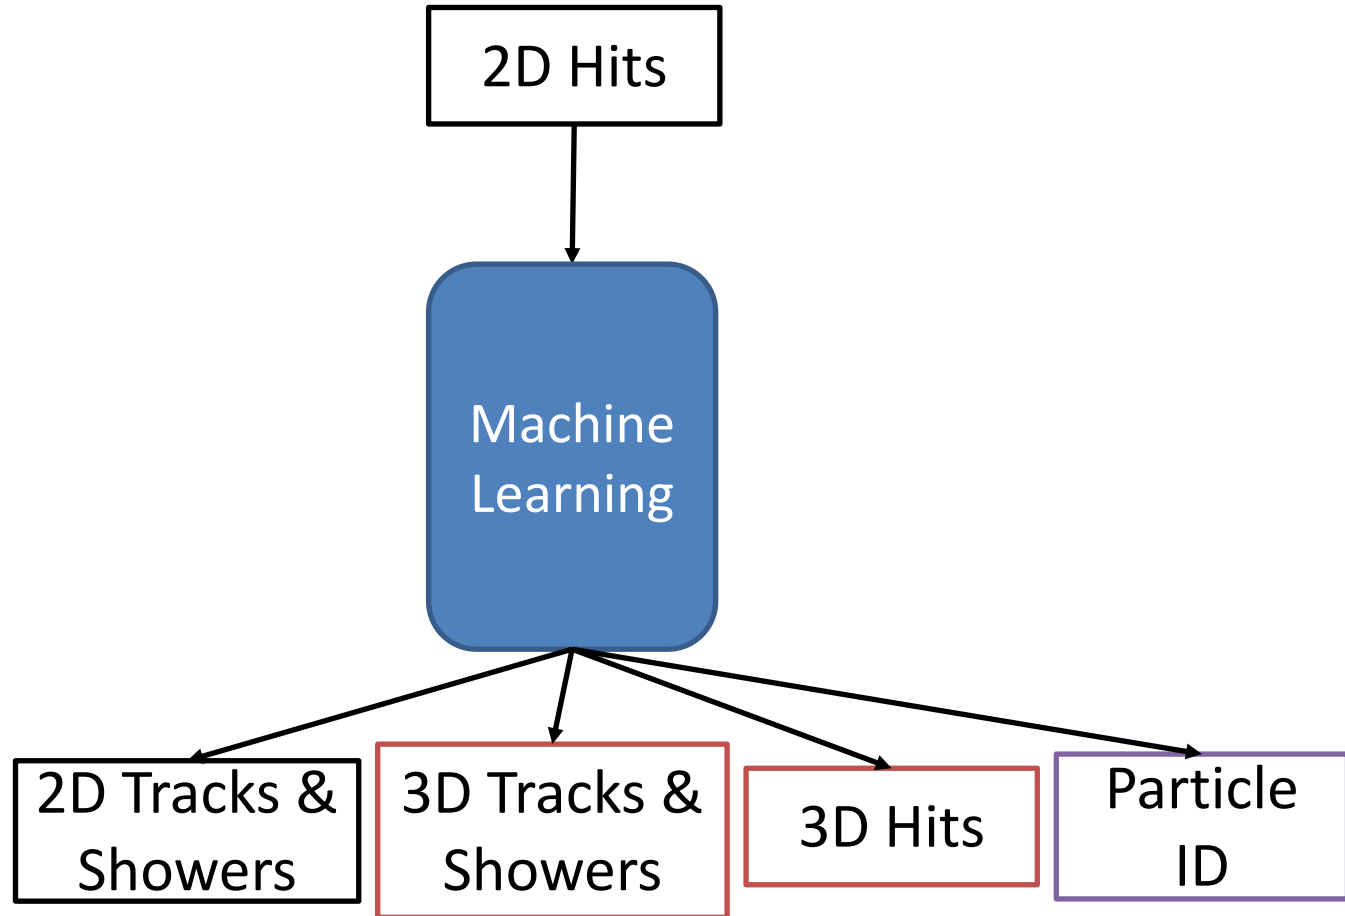 2D Hits
Machine
Learning
2D Tracks &
Showers
3D Tracks &
Showers
3D Hits
Particle
ID